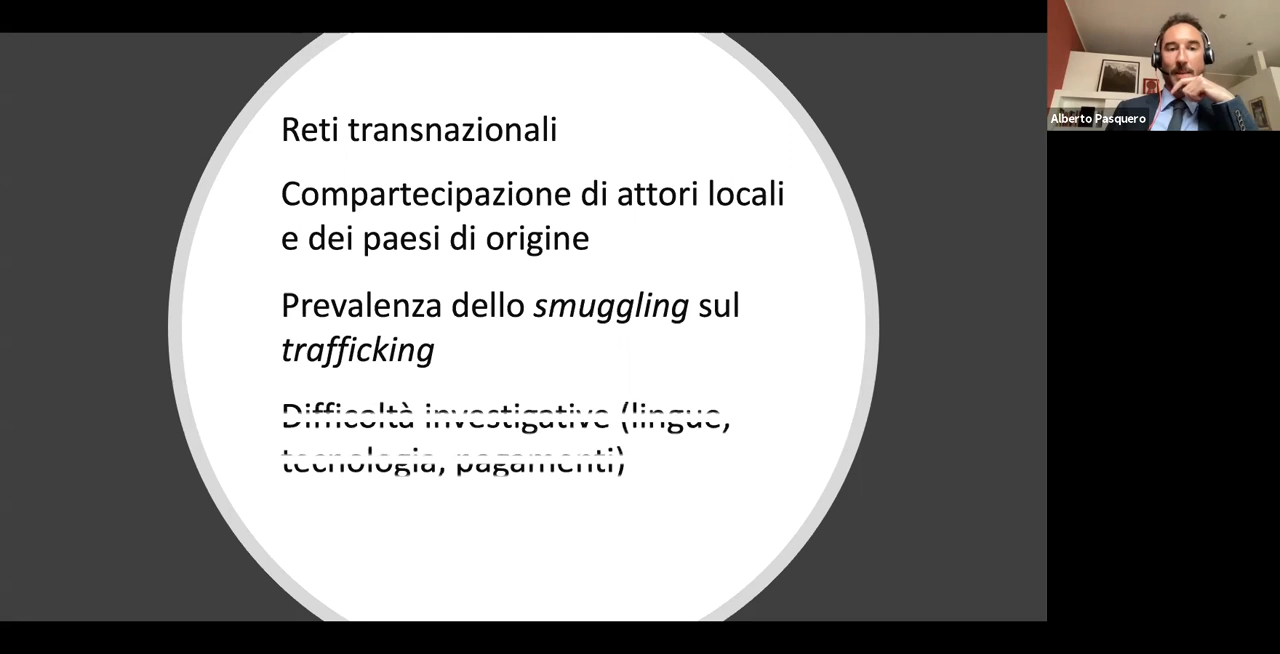 Reti transnazionali
Compartecipazione di attori locali
e dei paesi di origine
Prevalenza dello smuggling sul
trafficking
Difficoltà investigative (lingue,
tecnologia, pagamenti)
Alberto Pasquero